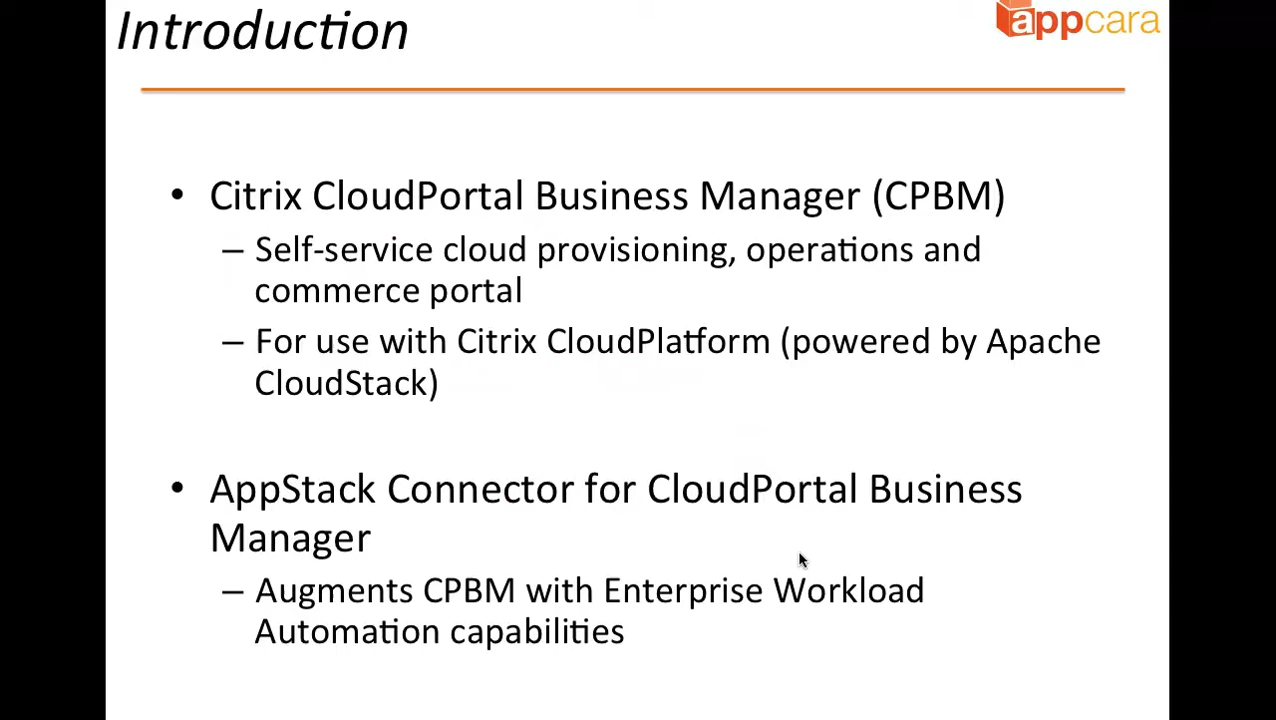 Introduction
appcara
• Citrix CloudPortal Business Manager (CPBM)
– Self-service cloud provisioning, operations and
commerce portal
– For use with Citrix CloudPlatform (powered by Apache
CloudStack)
• AppStack Connector for CloudPortal Business
Manager
– Augments CPBM with Enterprise Workload
Automation capabilities